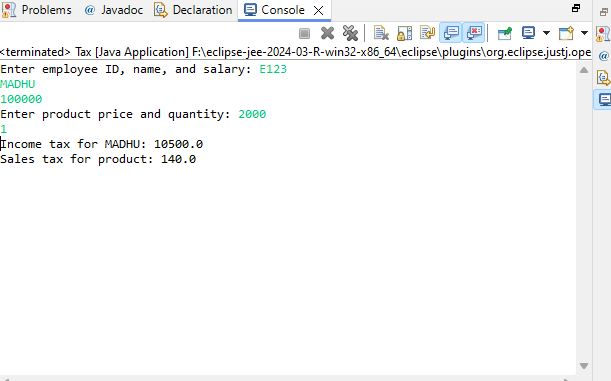 Problems @ Javadoc Declaration Console
<terminated> Tax [Java Application] F:\eclipse-jee-2024-03-R-win32-x86_64\eclipse\plugins\org.eclipse.justj.ope
Enter employee ID, name, and salary: E123
MADHU
100000
Enter product price and quantity: 2000
1
Income tax for MADHU: 10500.0
Sales tax for product: 140.0